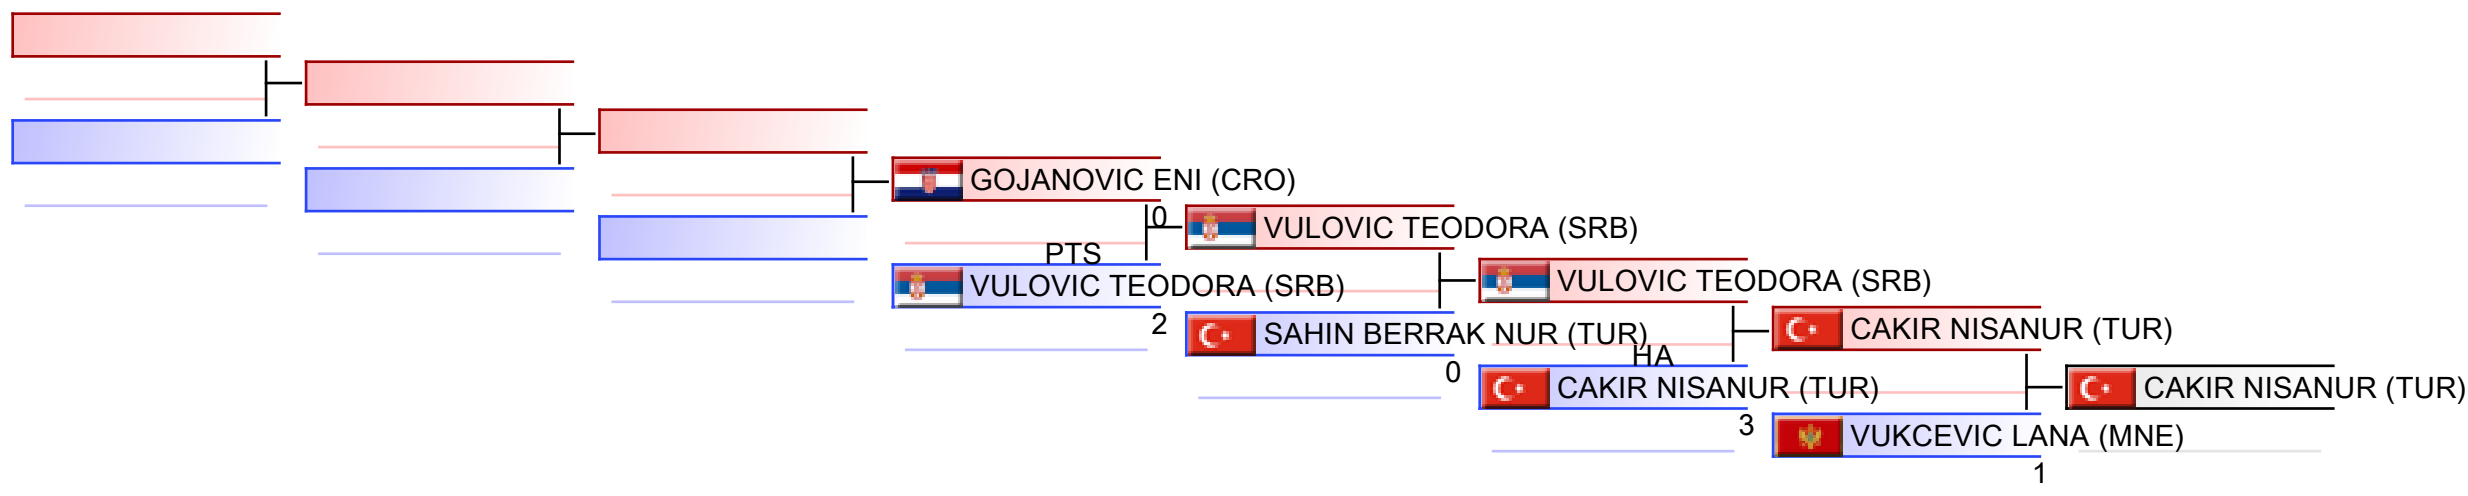 GOJANOVIC ENI (CRO)
0
VULOVIC TEODORA (SRB)
PTS
VULOVIC TEODORA (SRB)
VULOVIC TEODORA (SRB)
2
SAHIN BERRAK NUR (TUR)
CAKIR NISANUR (TUR)
HA
0
CAKIR NISANUR (TUR)
CAKIR NISANUR (TUR)
3
VUKCEVIC LANA (MNE)
1